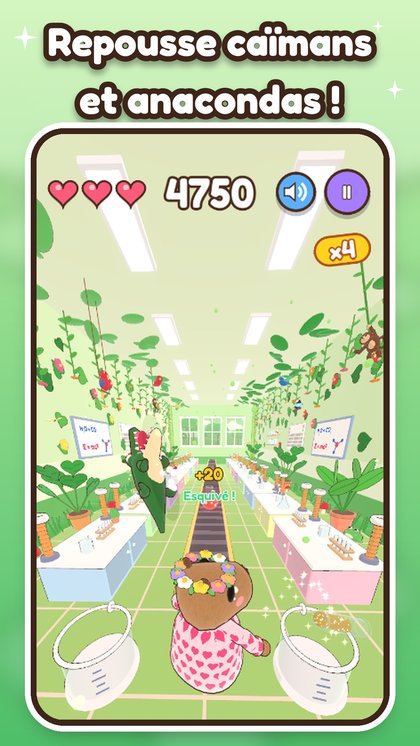 Repousse caïmans
et anacondas !
4750
x4
+20
Esquivé !